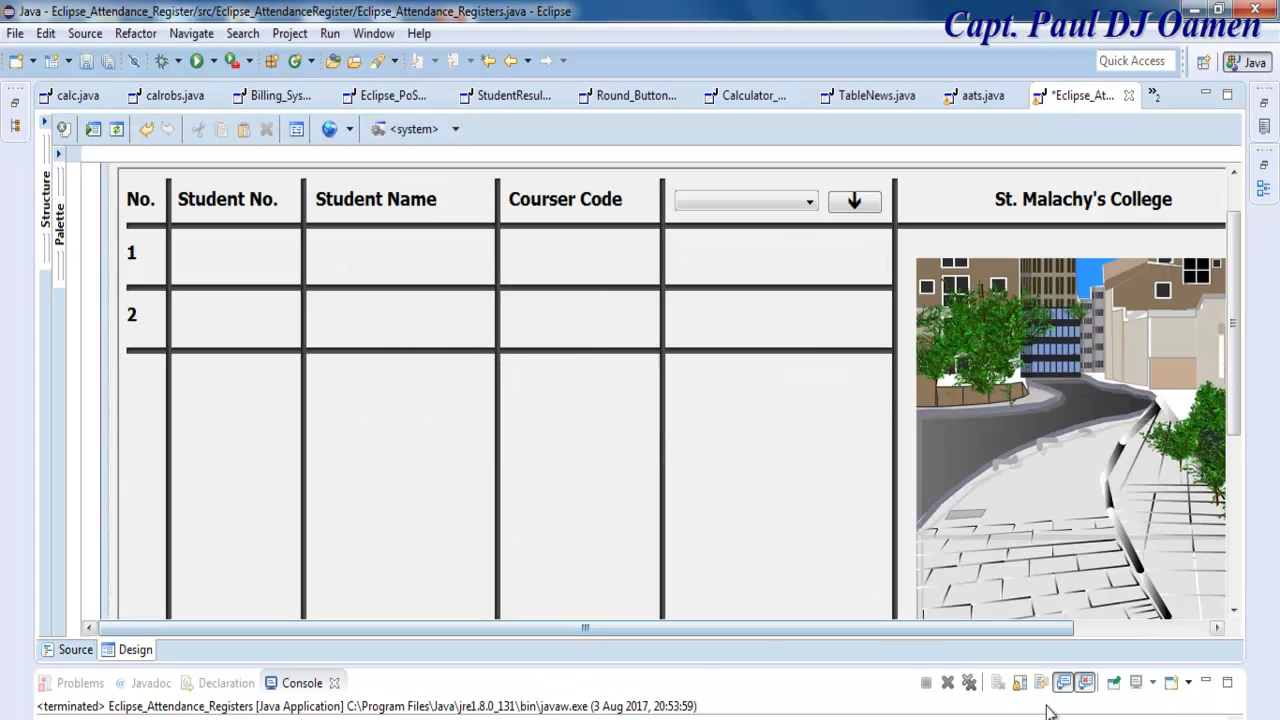 Java - Eclipse_Attendance_Register/src/Eclipse_AttendanceRegister/Eclipse_Attendance_Registers.java - Eclipse
Capt. Paul DJ Oamen
File Edit Source Refactor Navigate Search Project Run Window Help
Quick Access
Java
calc.java calrobs.java Billing_Sys... Eclipse_PoS... StudentResul... Round_Button... Calculator_... TableNews.java aats.java *Eclipse_At... »2
<system>
Structure
Palette
No. Student No. Student Name Courser Code St. Malachy's College
1
2
Source Design
Problems Javadoc Declaration Console
<terminated> Eclipse_Attendance_Registers [Java Application] C:\Program Files\Java\jre1.8.0_131\bin\javaw.exe (3 Aug 2017, 20:53:59)